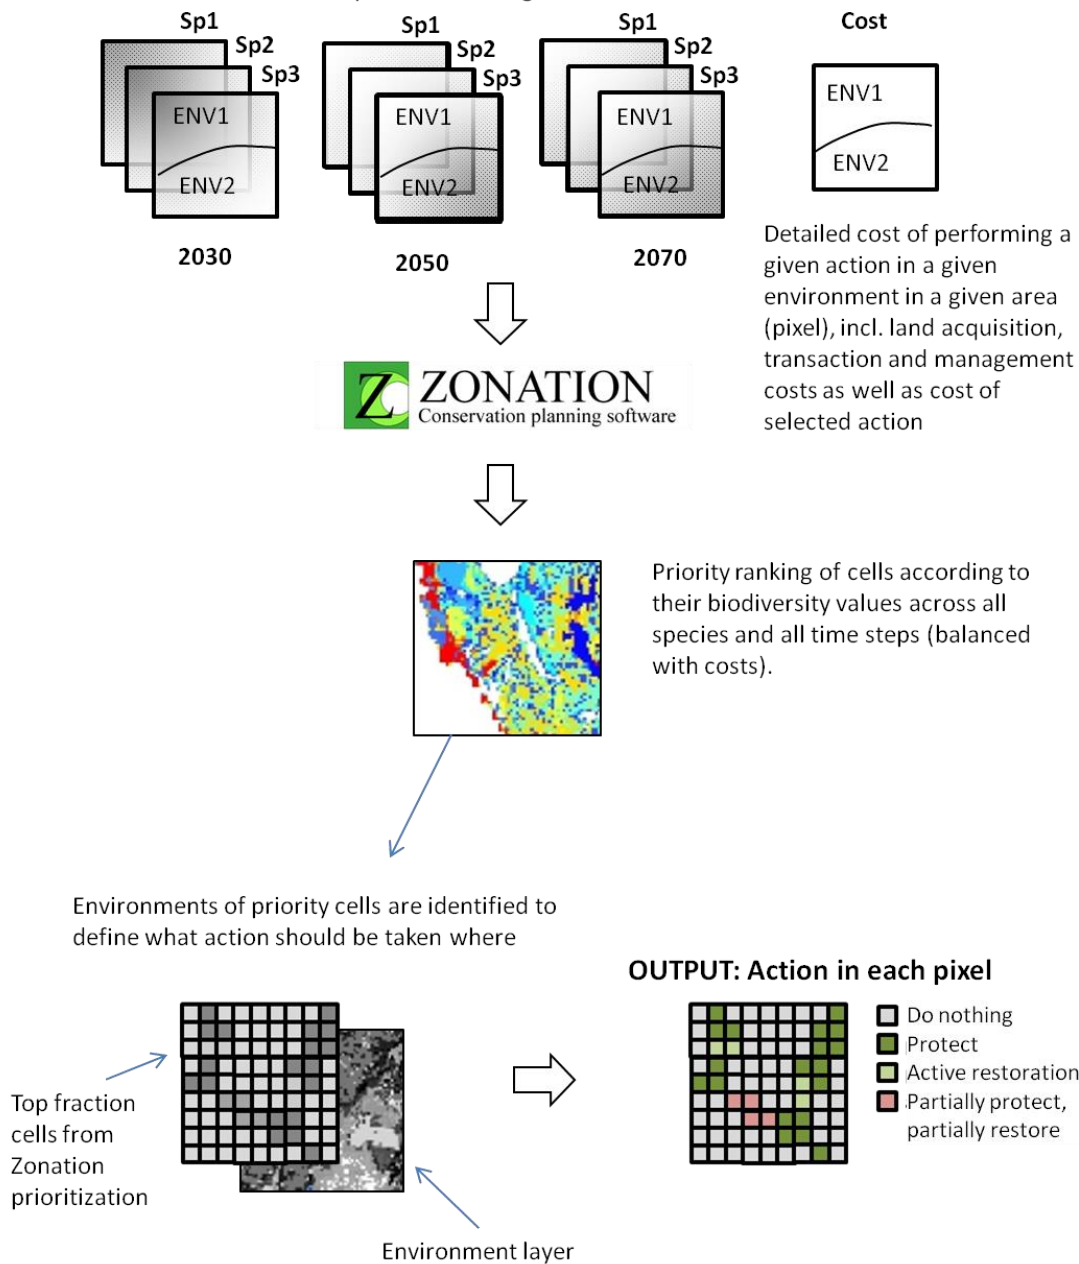 Sp1
Sp2
Sp3
ENV1
ENV2
2030
Sp1
Sp2
ENV1
ENV2
2050
Sp1
Sp2
Sp3
ENV1
ENV2
2070
Cost
ENV1
ENV2
Detailed cost of performing a
given action in a given
environment in a given area
(pixel), incl. land acquisition,
transaction and management
costs as well as cost of
selected action
ZC ZONATION
Conservation planning software
Priority ranking of cells according to
their biodiversity values across all
species and all time steps (balanced
with costs).
Environments of priority cells are identified to
define what action should be taken where
Top fraction
cells from
Zonation
prioritization
Environment layer
OUTPUT: Action in each pixel
Do nothing
Protect
Active restoration
Partially protect,
partially restore